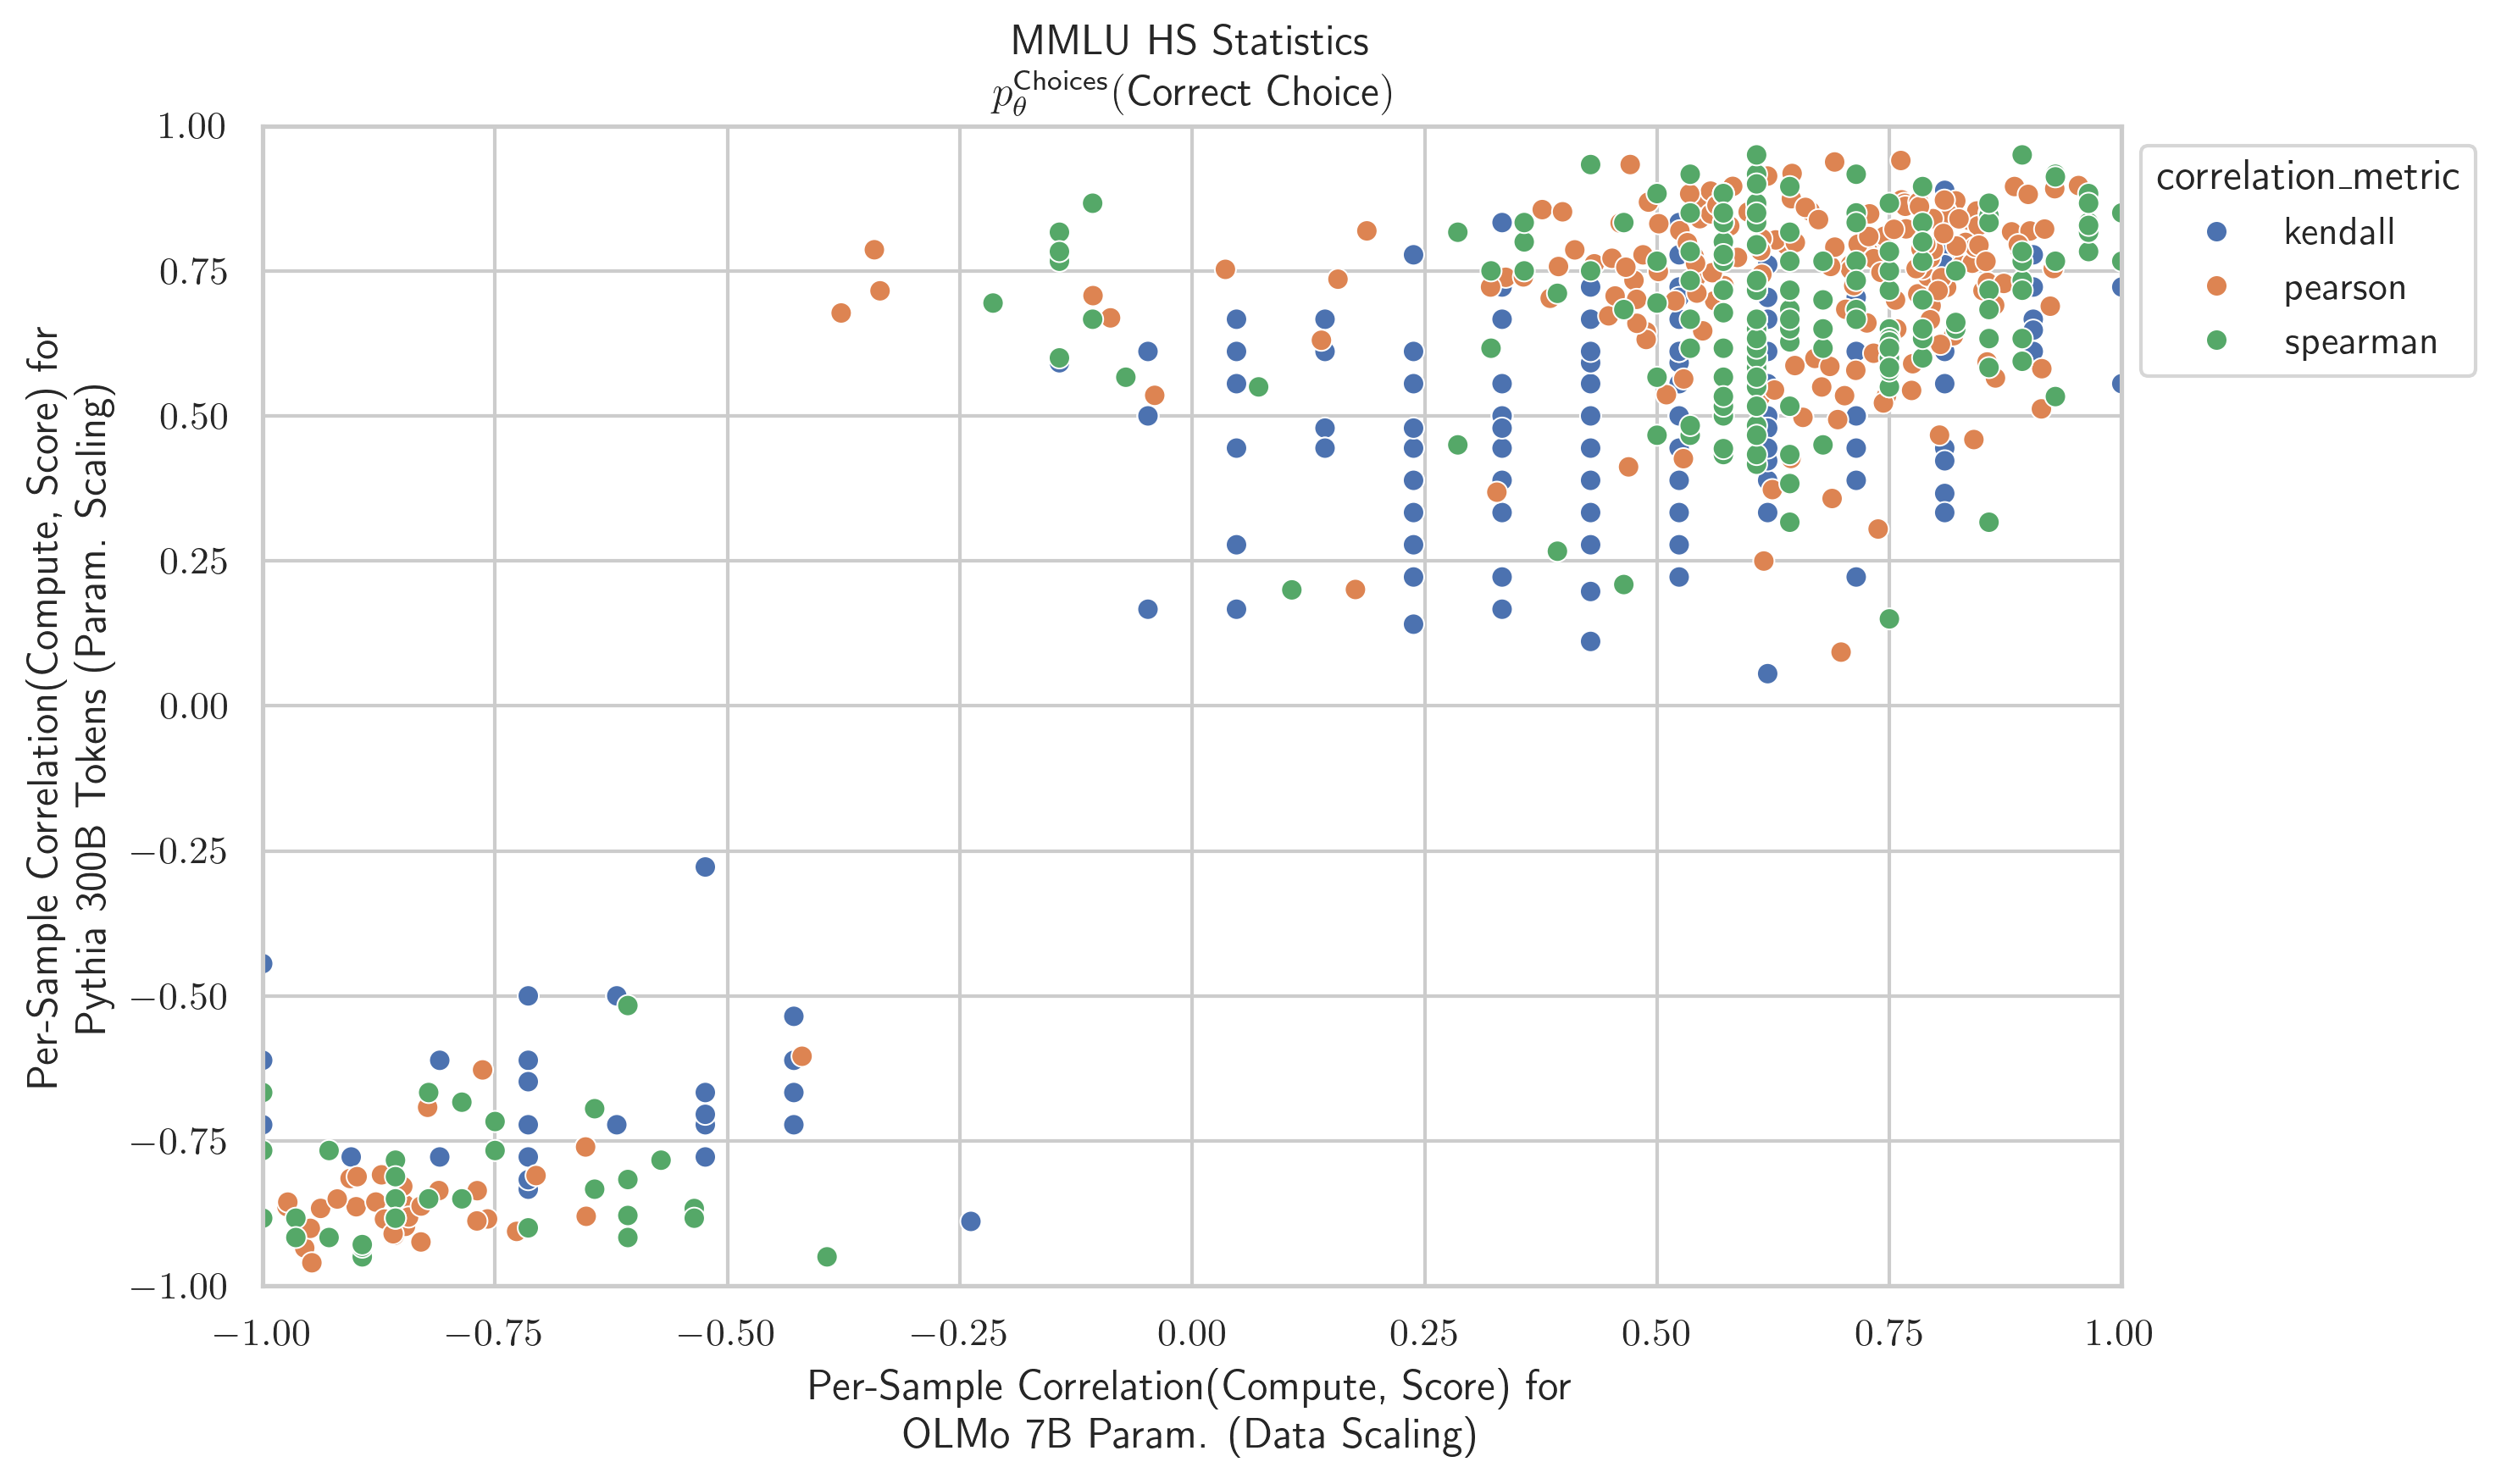 MMLU HS Statistics
p_θ^Choices(Correct Choice)
1.00
0.75
0.50
0.25
0.00
−0.25
−0.50
−0.75
−1.00
Per-Sample Correlation(Compute, Score) for
Pythia 300B Tokens (Param. Scaling)
−1.00 −0.75 −0.50 −0.25 0.00 0.25 0.50 0.75 1.00
Per-Sample Correlation(Compute, Score) for
OLMo 7B Param. (Data Scaling)
correlation_metric
kendall
pearson
spearman